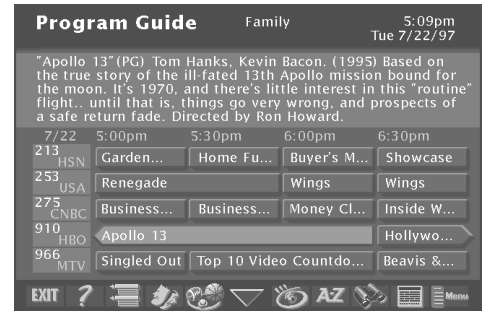 Program Guide Family 5:09pm
Tue 7/22/97
"Apollo 13"(PG) Tom Hanks, Kevin Bacon. (1995) Based on
the true story of the ill-fated 13th Apollo mission bound for
the moon. It's 1970, and there's little interest in this "routine"
flight.. until that is, things go very wrong, and prospects of
a safe return fade. Directed by Ron Howard.
7/22 5:00pm 5:30pm 6:00pm 6:30pm
213 HSN Garden... Home Fu... Buyer's M... Showcase
253 USA Renegade Wings Wings
275 CNBC Business... Business... Money Cl... Inside W...
910 HBO Apollo 13 Hollywo...
966 MTV Singled Out Top 10 Video Countdo... Beavis &...
EXIT ? A-Z Menu